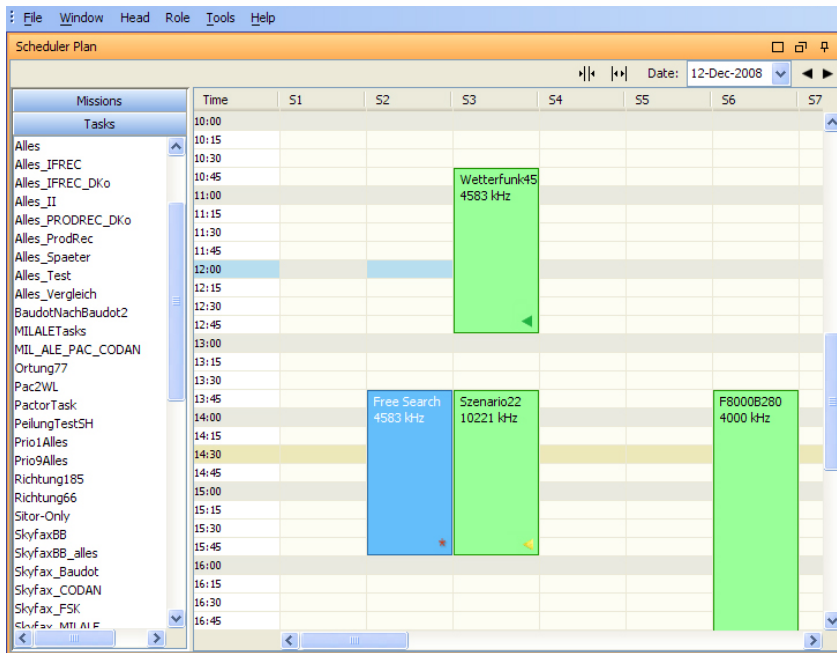 File Window Head Role Tools Help
Scheduler Plan
Date: 12-Dec-2008
Missions
Tasks
Alles
Alles_IFREC
Alles_IFREC_DKo
Alles_II
Alles_PRODREC_DKo
Alles_ProdRec
Alles_Spaeter
Alles_Test
Alles_Vergleich
BaudotNachBaudot2
MILALETasks
MIL_ALE_PAC_CODAN
Ortung77
Pac2WL
PactorTask
PeilungTestSH
Prio1Alles
Prio9Alles
Richtung185
Richtung66
Sitor-Only
SkyfaxBB
SkyfaxBB_alles
Skyfax_Baudot
Skyfax_CODAN
Skyfax_FSK
Skyfax_MILALE
Time S1 S2 S3 S4 S5 S6 S7
10:00
10:15
10:30
10:45
11:00
11:15
11:30
11:45
12:00
12:15
12:30
12:45
13:00
13:15
13:30
13:45
14:00
14:15
14:30
14:45
15:00
15:15
15:30
15:45
16:00
16:15
16:30
16:45
Wetterfunk45
4583 kHz
Free Search
4583 kHz
Szenario22
10221 kHz
F8000B280
4000 kHz